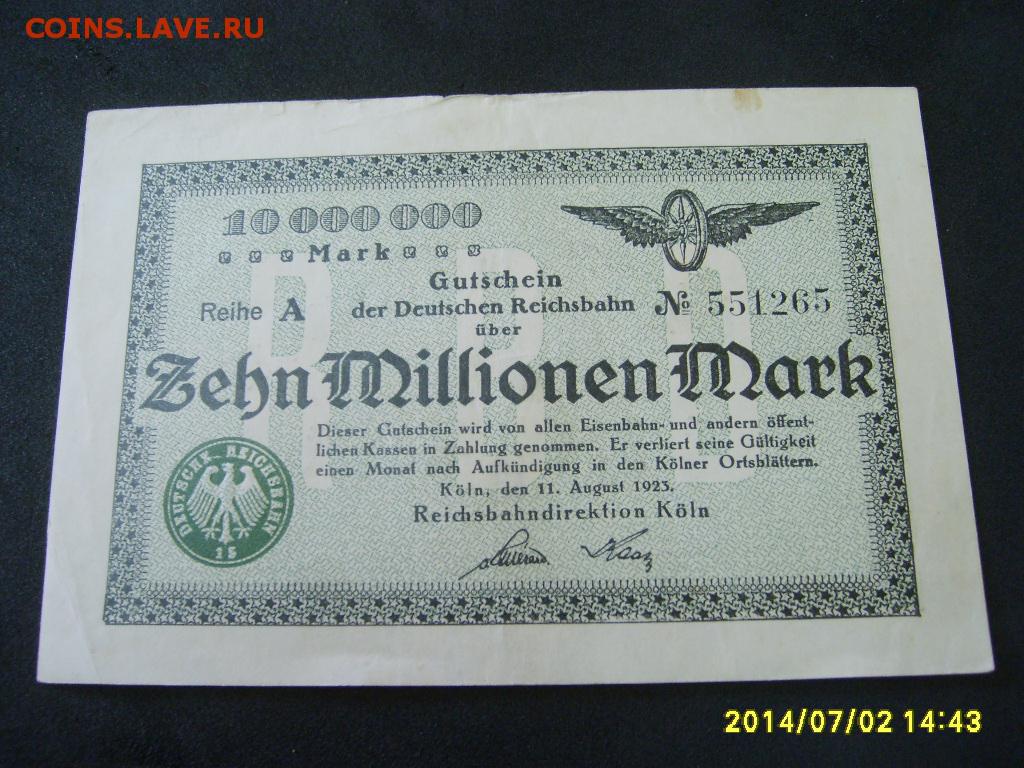 COINS.LAVE.RU
10 000 000
Mark
Gutschein
Reihe A der Deutschen Reichsbahn № 551265
über
Zehn Millionen Mark
Dieser Gutschein wird von allen Eisenbahn- und andern öffent-
lichen Kassen in Zahlung genommen. Er verliert seine Gültigkeit
einen Monat nach Aufkündigung in den Kölner Ortsblättern.
Köln, den 11. August 1923.
Reichsbahndirektion Köln
DEUTSCHE REICHSBAHN
15
RBD
2014/07/02 14:43